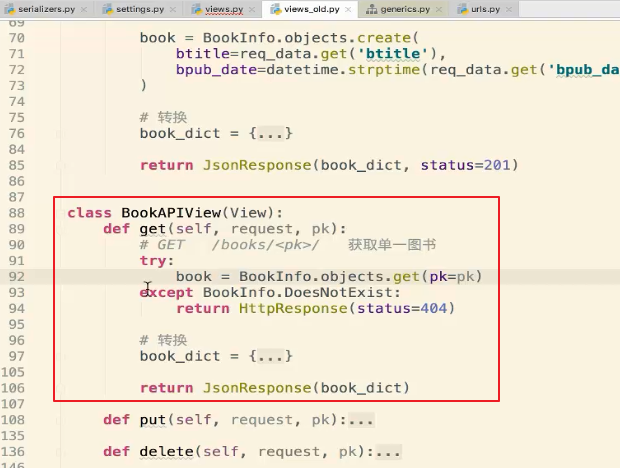 serializers.py × settings.py × views.py × views_old.py × generics.py × urls.py ×
69
70 book = BookInfo.objects.create(
71 btitle=req_data.get('btitle'),
72 bpub_date=datetime.strptime(req_data.get('bpub_da
73 )
74
75 # 转换
76 book_dict = {...}
84
85 return JsonResponse(book_dict, status=201)
86
87
88 class BookAPIView(View):
89 def get(self, request, pk):
90 # GET /books/<pk>/ 获取单一图书
91 try:
92 book = BookInfo.objects.get(pk=pk)
93 except BookInfo.DoesNotExist:
94 return HttpResponse(status=404)
95
96 # 转换
97 book_dict = {...}
105
106 return JsonResponse(book_dict)
107
108 def put(self, request, pk):...
135
136 def delete(self, request, pk):...